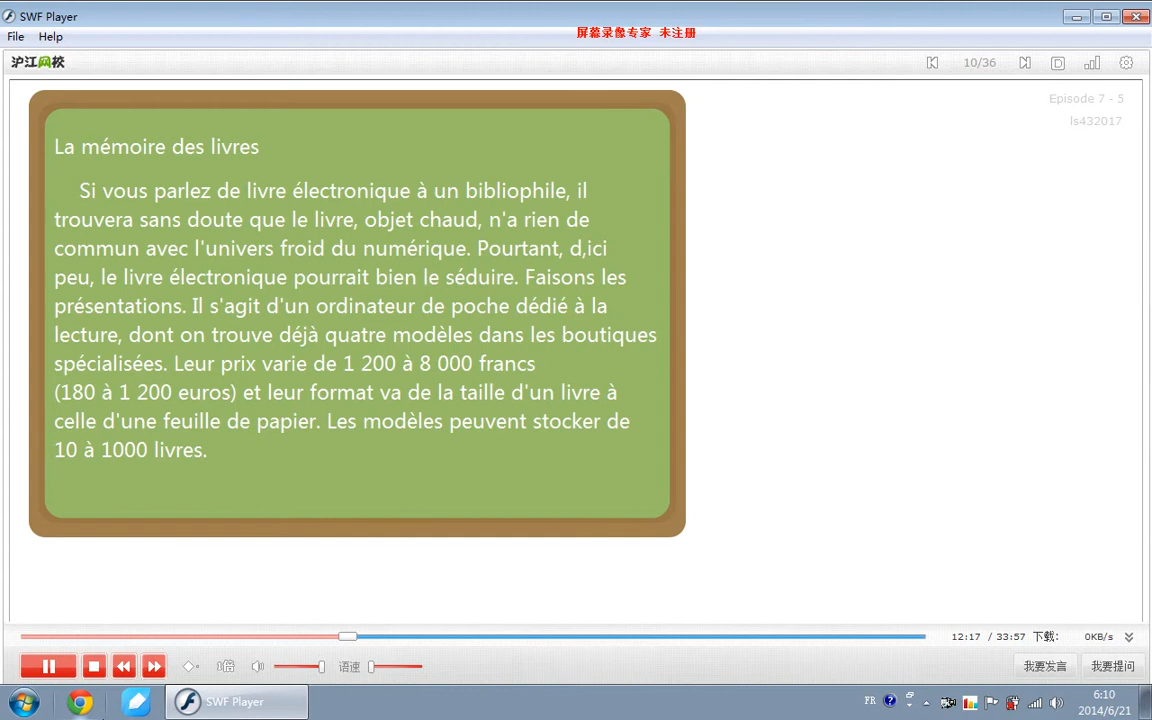 SWF Player
File Help
屏幕录像专家 未注册
沪江网校
10/36
D
Episode 7 - 5
ls432017
La mémoire des livres
Si vous parlez de livre électronique à un bibliophile, il
trouvera sans doute que le livre, objet chaud, n'a rien de
commun avec l'univers froid du numérique. Pourtant, d,ici
peu, le livre électronique pourrait bien le séduire. Faisons les
présentations. Il s'agit d'un ordinateur de poche dédié à la
lecture, dont on trouve déjà quatre modèles dans les boutiques
spécialisées. Leur prix varie de 1 200 à 8 000 francs
(180 à 1 200 euros) et leur format va de la taille d'un livre à
celle d'une feuille de papier. Les modèles peuvent stocker de
10 à 1000 livres.
12:17 / 33:57 下载: 0KB/s
1倍 语速 我要发言 我要提问
SWF Player
FR
6:10
2014/6/21